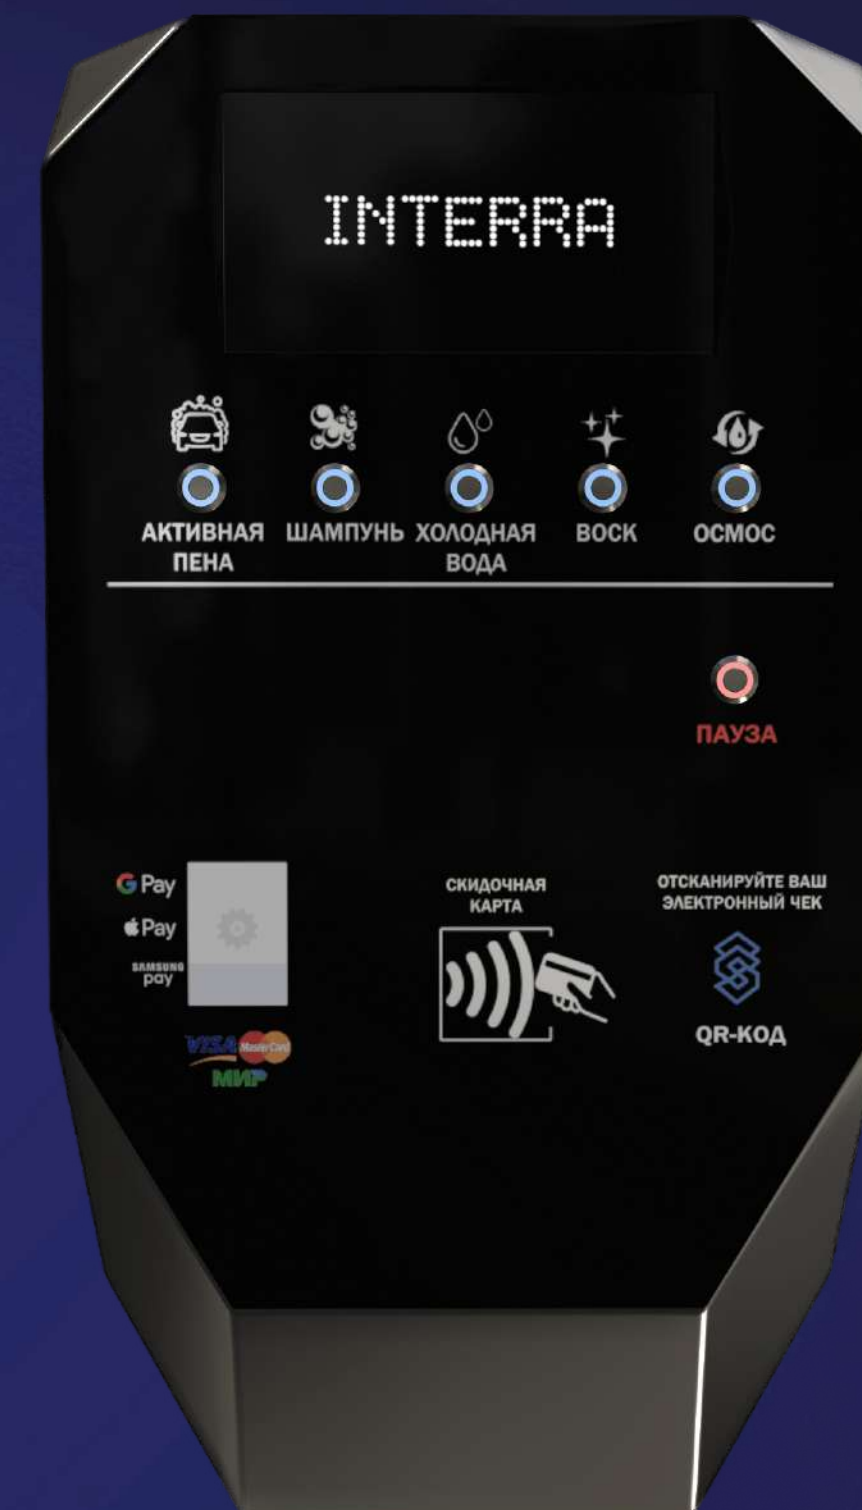 INTERRA
АКТИВНАЯ
ПЕНА
ШАМПУНЬ
ХОЛОДНАЯ
ВОДА
ВОСК
ОСМОС
ПАУЗА
G Pay
Pay
SAMSUNG
pay
VISA MasterCard
МИР
СКИДОЧНАЯ
КАРТА
ОТСКАНИРУЙТЕ ВАШ
ЭЛЕКТРОННЫЙ ЧЕК
QR-КОД